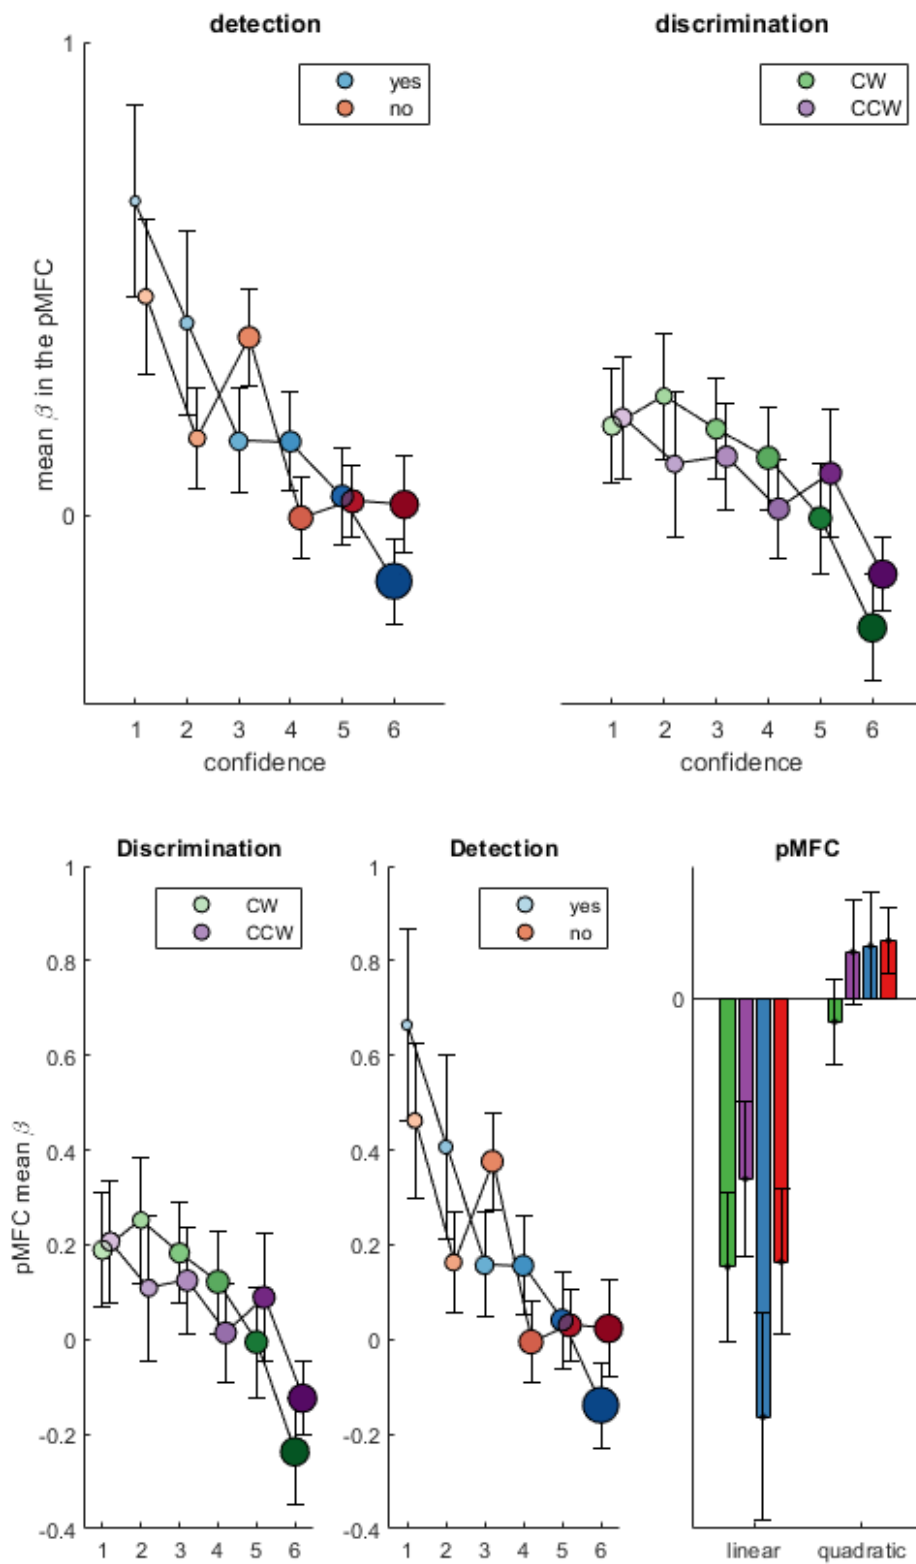 detection
discrimination
1
yes
no
CW
CCW
mean β in the pMFC
0
1 2 3 4 5 6
1 2 3 4 5 6
confidence
confidence
Discrimination
Detection
pMFC
1
CW
CCW
0.8
0.6
0.4
0.2
0
-0.2
-0.4
pMFC mean β
1 2 3 4 5 6
1
yes
no
0.8
0.6
0.4
0.2
0
-0.2
-0.4
1 2 3 4 5 6
0
linear
quadratic